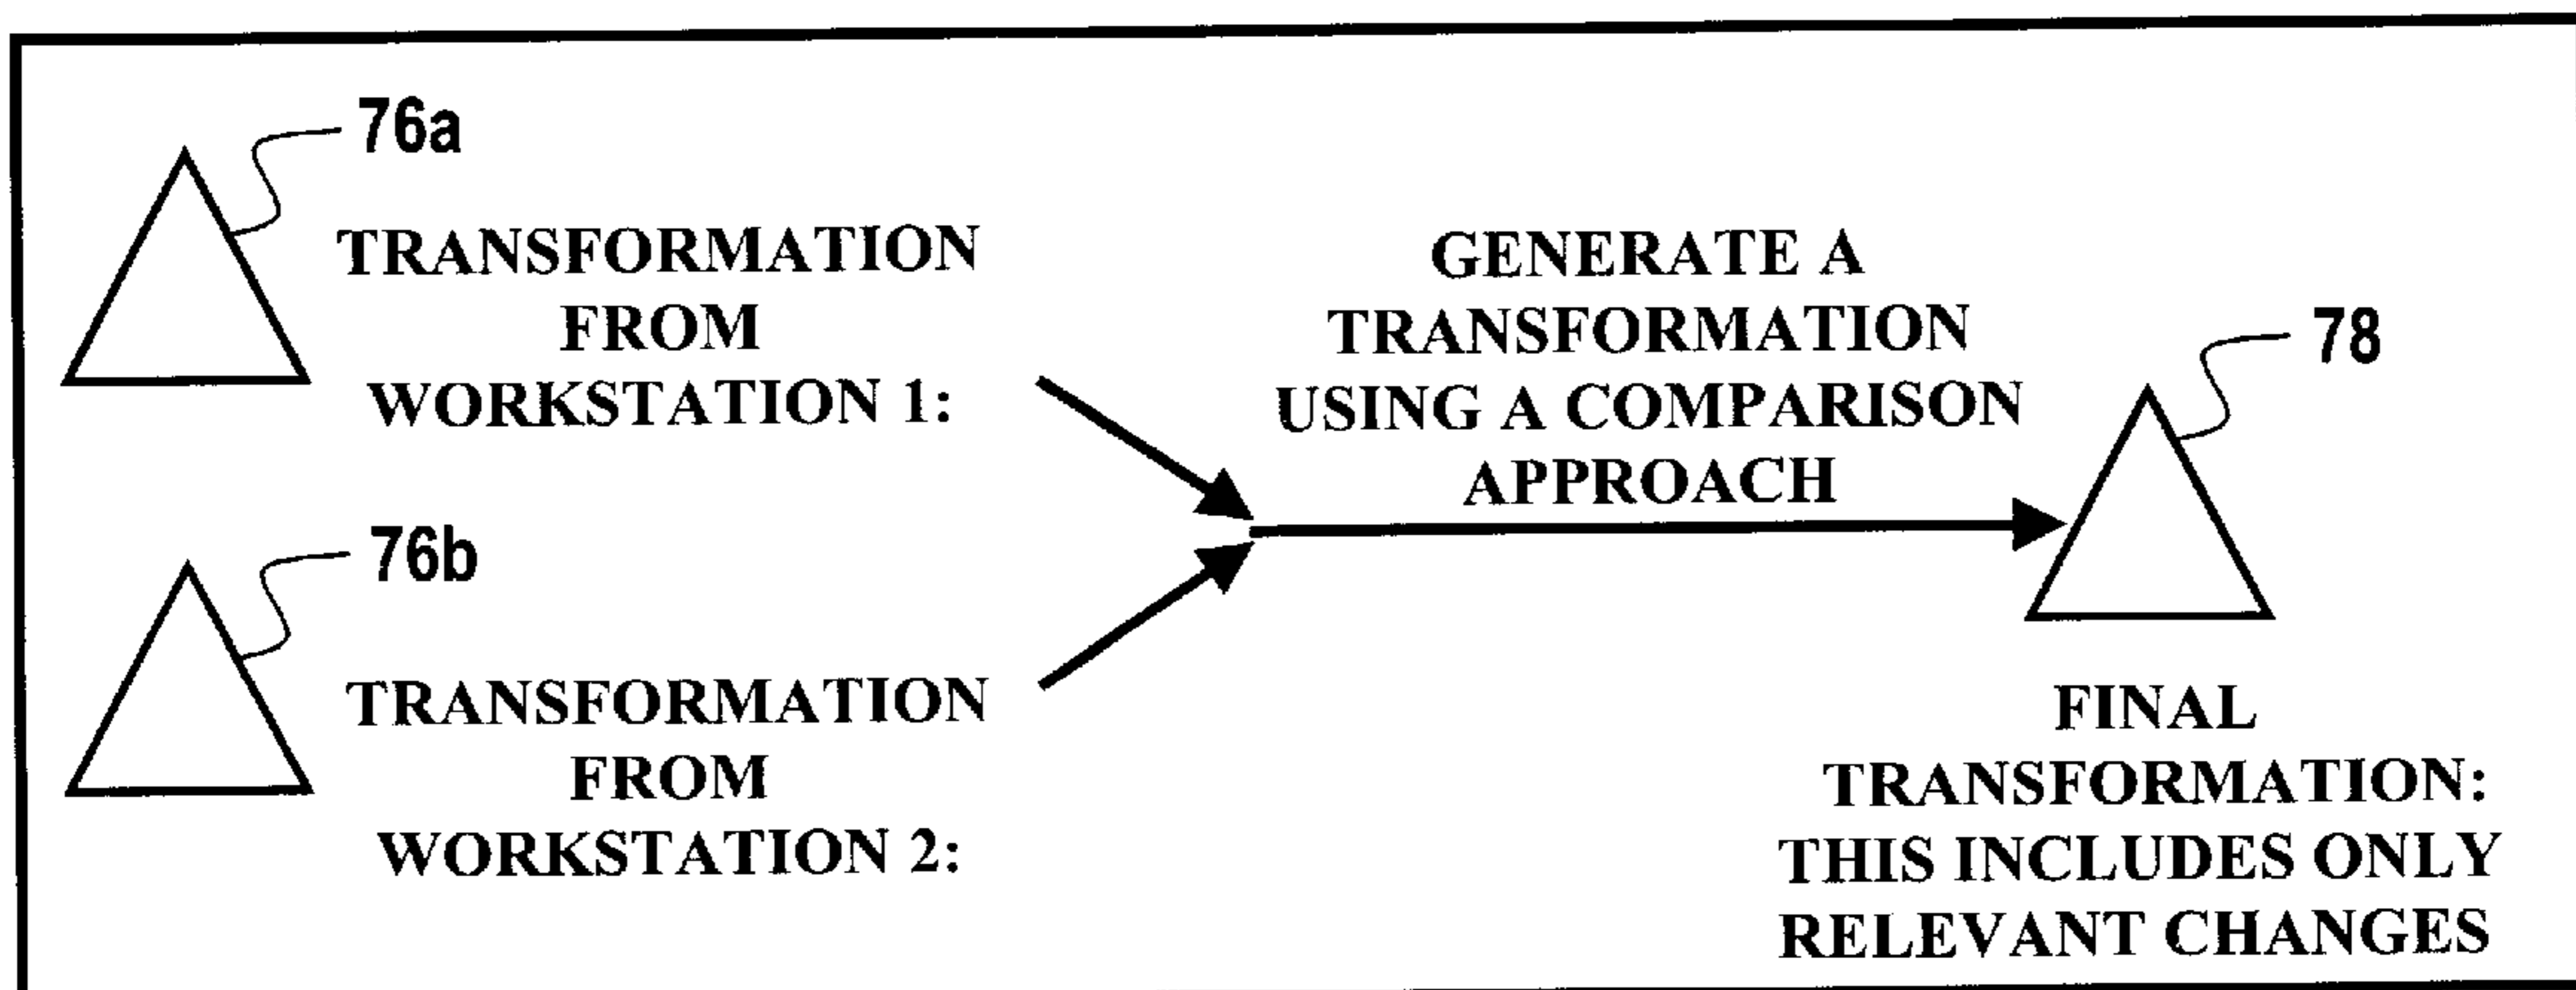 76a
TRANSFORMATION
FROM
WORKSTATION 1:
GENERATE A
TRANSFORMATION
USING A COMPARISON
APPROACH
78
76b
TRANSFORMATION
FROM
WORKSTATION 2:
FINAL
TRANSFORMATION:
THIS INCLUDES ONLY
RELEVANT CHANGES